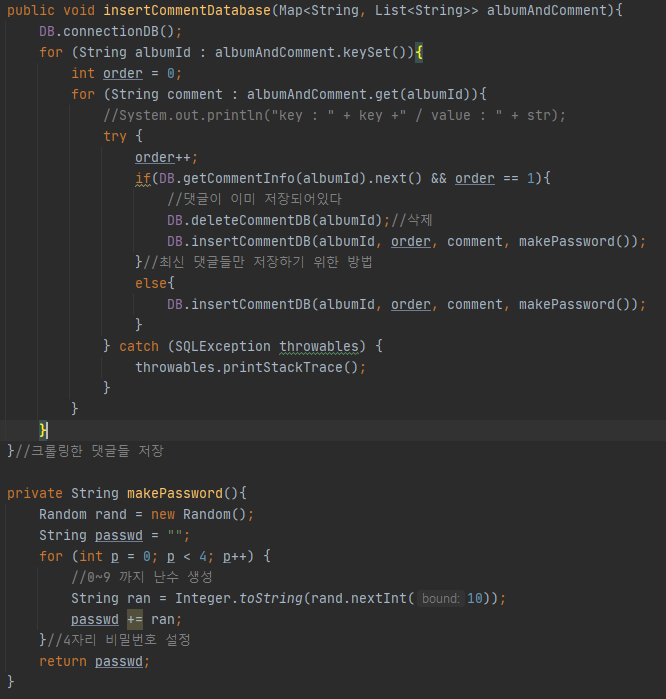 public void insertCommentDatabase(Map<String, List<String>> albumAndComment){
    DB.connectionDB();
    for (String albumId : albumAndComment.keySet()){
        int order = 0;
        for (String comment : albumAndComment.get(albumId)){
            //System.out.println("key : " + key +" / value : " + str);
            try {
                order++;
                if(DB.getCommentInfo(albumId).next() && order == 1){
                    //댓글이 이미 저장되어있다
                    DB.deleteCommentDB(albumId);//삭제
                    DB.insertCommentDB(albumId, order, comment, makePassword());
                }//최신 댓글들만 저장하기 위한 방법
                else{
                    DB.insertCommentDB(albumId, order, comment, makePassword());
                }
            } catch (SQLException throwables) {
                throwables.printStackTrace();
            }
        }
    }
}//크롤링한 댓글들 저장

private String makePassword(){
    Random rand = new Random();
    String passwd = "";
    for (int p = 0; p < 4; p++) {
        //0~9 까지 난수 생성
        String ran = Integer.toString(rand.nextInt( bound: 10));
        passwd += ran;
    }//4자리 비밀번호 설정
    return passwd;
}